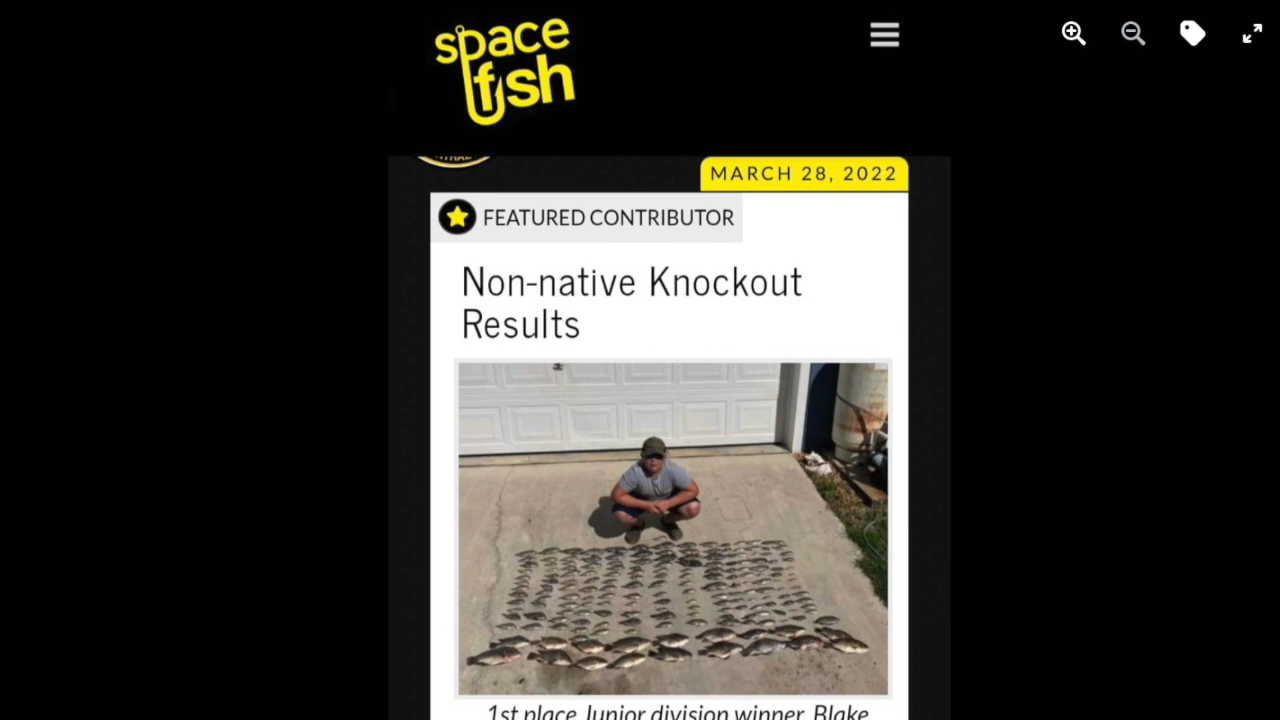 space
fish
MARCH 28, 2022
FEATURED CONTRIBUTOR
Non-native Knockout
Results
1st place Junior division winner, Blake